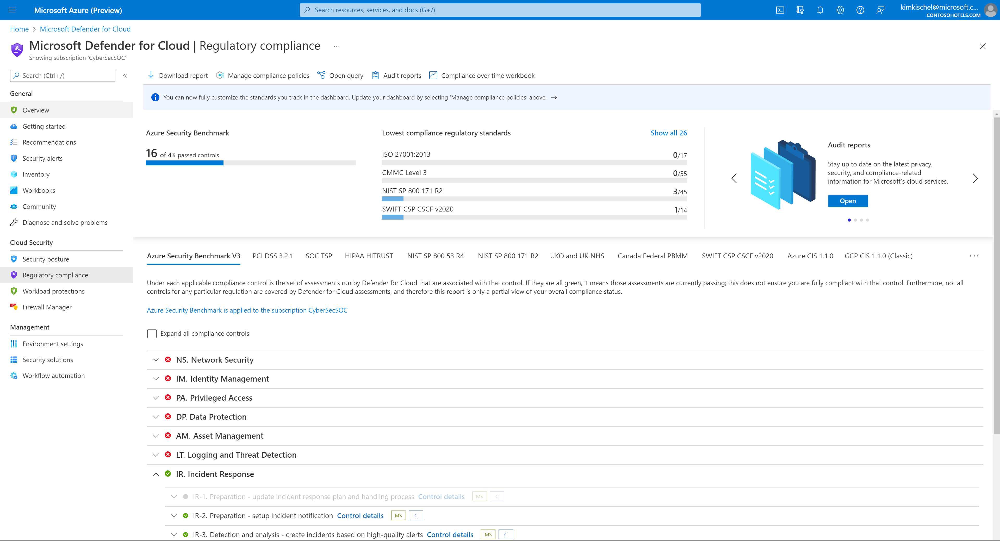 Microsoft Azure (Preview)
Search resources, services, and docs (G+/)
kimkischel@microsoft.c...
CONTOSOHOTELS.COM
Home > Microsoft Defender for Cloud
Microsoft Defender for Cloud | Regulatory compliance ...
Showing subscription 'CyberSecSOC'
Search (Ctrl+/)
«
General
Overview
Getting started
Recommendations
Security alerts
Inventory
Workbooks
Community
Diagnose and solve problems
Cloud Security
Security posture
Regulatory compliance
Workload protections
Firewall Manager
Management
Environment settings
Security solutions
Workflow automation
Download report
Manage compliance policies
Open query
Audit reports
Compliance over time workbook
You can now fully customize the standards you track in the dashboard. Update your dashboard by selecting ‘Manage compliance policies’ above. →
Azure Security Benchmark
16 of 43 passed controls
Lowest compliance regulatory standards
Show all 26
ISO 27001:2013 0/17
CMMC Level 3 0/55
NIST SP 800 171 R2 3/45
SWIFT CSP CSCF v2020 1/14
Audit reports
Stay up to date on the latest privacy,
security, and compliance-related
information for Microsoft’s cloud services.
Open
Azure Security Benchmark V3
PCI DSS 3.2.1
SOC TSP
HIPAA HITRUST
NIST SP 800 53 R4
NIST SP 800 171 R2
UKO and UK NHS
Canada Federal PBMM
SWIFT CSP CSCF v2020
Azure CIS 1.1.0
GCP CIS 1.1.0 (Classic)
...
Under each applicable compliance control is the set of assessments run by Defender for Cloud that are associated with that control. If they are all green, it means those assessments are currently passing; this does not ensure you are fully compliant with that control. Furthermore, not all
controls for any particular regulation are covered by Defender for Cloud assessments, and therefore this report is only a partial view of your overall compliance status.
Azure Security Benchmark is applied to the subscription CyberSecSOC
Expand all compliance controls
NS. Network Security
IM. Identity Management
PA. Privileged Access
DP. Data Protection
AM. Asset Management
LT. Logging and Threat Detection
IR. Incident Response
IR-1. Preparation - update incident response plan and handling process Control details MS C
IR-2. Preparation - setup incident notification Control details MS C
IR-3. Detection and analysis - create incidents based on high-quality alerts Control details MS C